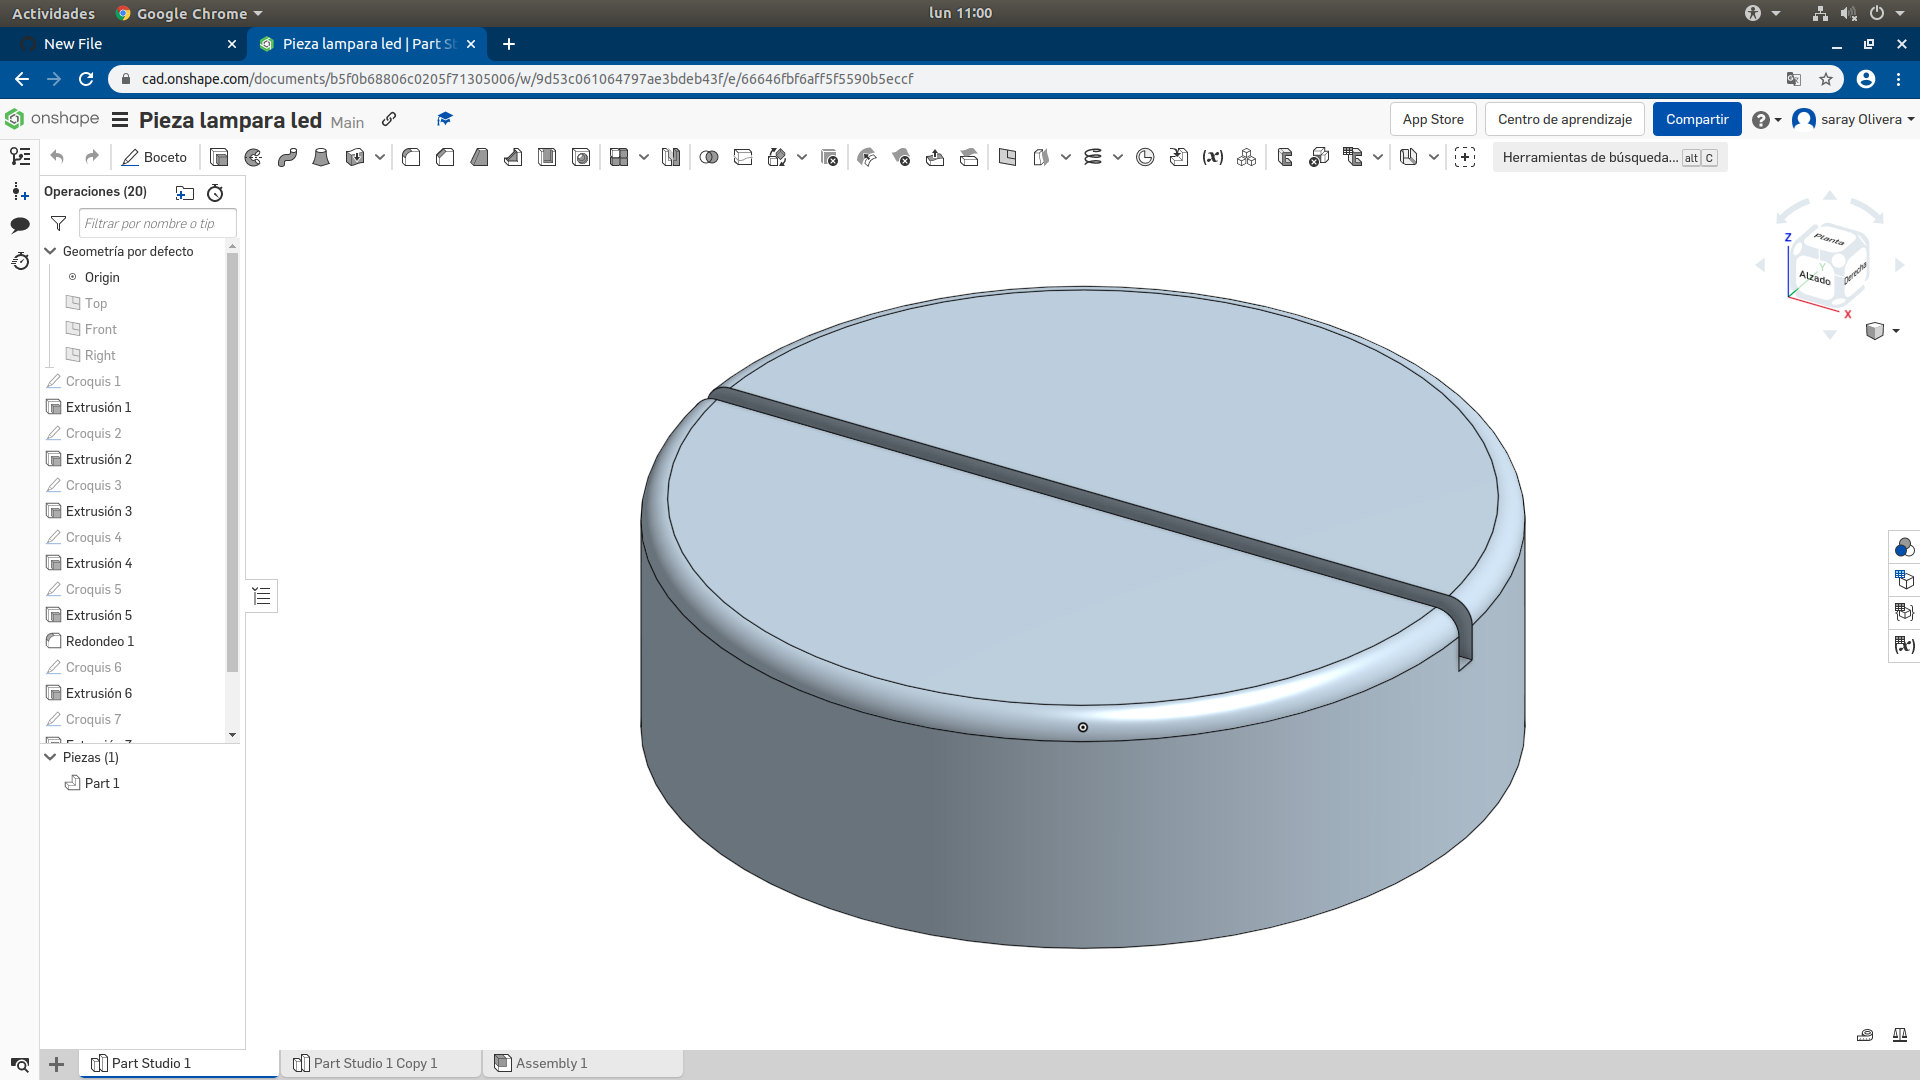 Actividades
Google Chrome
lun 11:00
New File
Pieza lampara led | Part St
cad.onshape.com/documents/b5f0b68806c0205f71305006/w/9d53c061064797ae3bdeb43f/e/66646fbf6aff5f5590b5eccf
onshape
Pieza lampara led
Main
App Store
Centro de aprendizaje
Compartir
saray Olivera
Boceto
(x)
Herramientas de búsqueda... alt C
Operaciones (20)
Filtrar por nombre o tip
Geometría por defecto
Origin
Top
Front
Right
Croquis 1
Extrusión 1
Croquis 2
Extrusión 2
Croquis 3
Extrusión 3
Croquis 4
Extrusión 4
Croquis 5
Extrusión 5
Redondeo 1
Croquis 6
Extrusión 6
Croquis 7
Piezas (1)
Part 1
Z
Planta
Y
Alzado
Derecha
X
Part Studio 1
Part Studio 1 Copy 1
Assembly 1